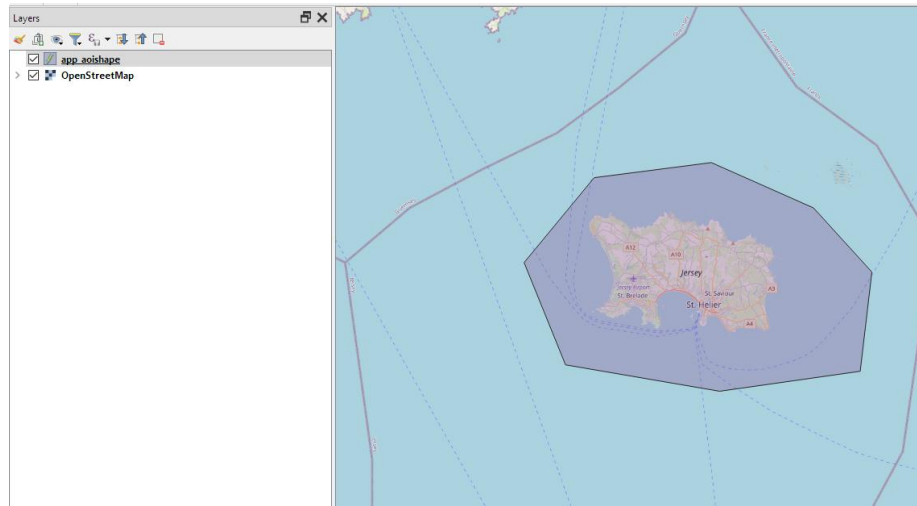 Layers
app_aoishape
OpenStreetMap
A12
A10
Jersey
Jersey Airport
St. Brelade
St. Saviour
St. Helier
A3
A4